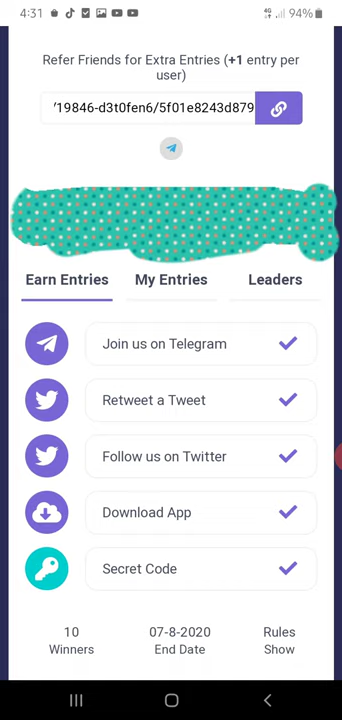 4:31
4G
94%
Refer Friends for Extra Entries (+1 entry per
user)
/19846-d3t0fen6/5f01e8243d879
Earn Entries My Entries Leaders
Join us on Telegram
Retweet a Tweet
Follow us on Twitter
Download App
Secret Code
10 07-8-2020 Rules
Winners End Date Show